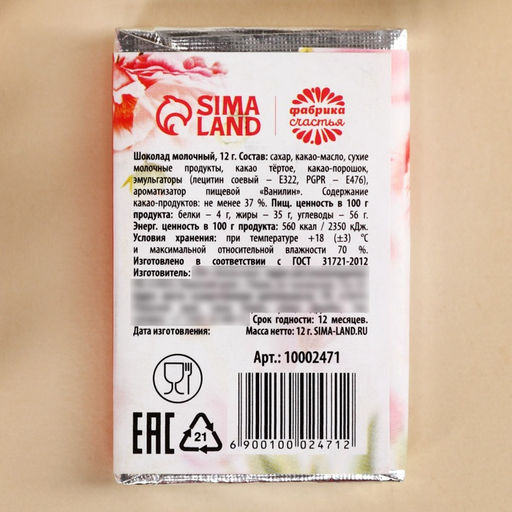 SIMA
LAND
фабрика
счастья
Шоколад молочный, 12 г. Состав: сахар, какао-масло, сухие
молочные продукты, какао тёртое, какао-порошок,
эмульгаторы (лецитин соевый – Е322, PGPR – Е476),
ароматизатор пищевой «Ванилин». Содержание
какао-продуктов: не менее 37 %. Пищ. ценность в 100 г
продукта: белки – 4 г, жиры – 35 г, углеводы – 56 г.
Энерг. ценность в 100 г продукта: 560 ккал / 2350 кДж.
Условия хранения: при температуре +18 (±3) °С
и максимальной относительной влажности 70 %.
Изготовлено в соответствии с ГОСТ 31721-2012
Изготовитель:
Срок годности: 12 месяцев.
Дата изготовления: Масса нетто: 12 г. SIMA-LAND.RU
Арт.: 10002471
EAC
21
6 900100 024712